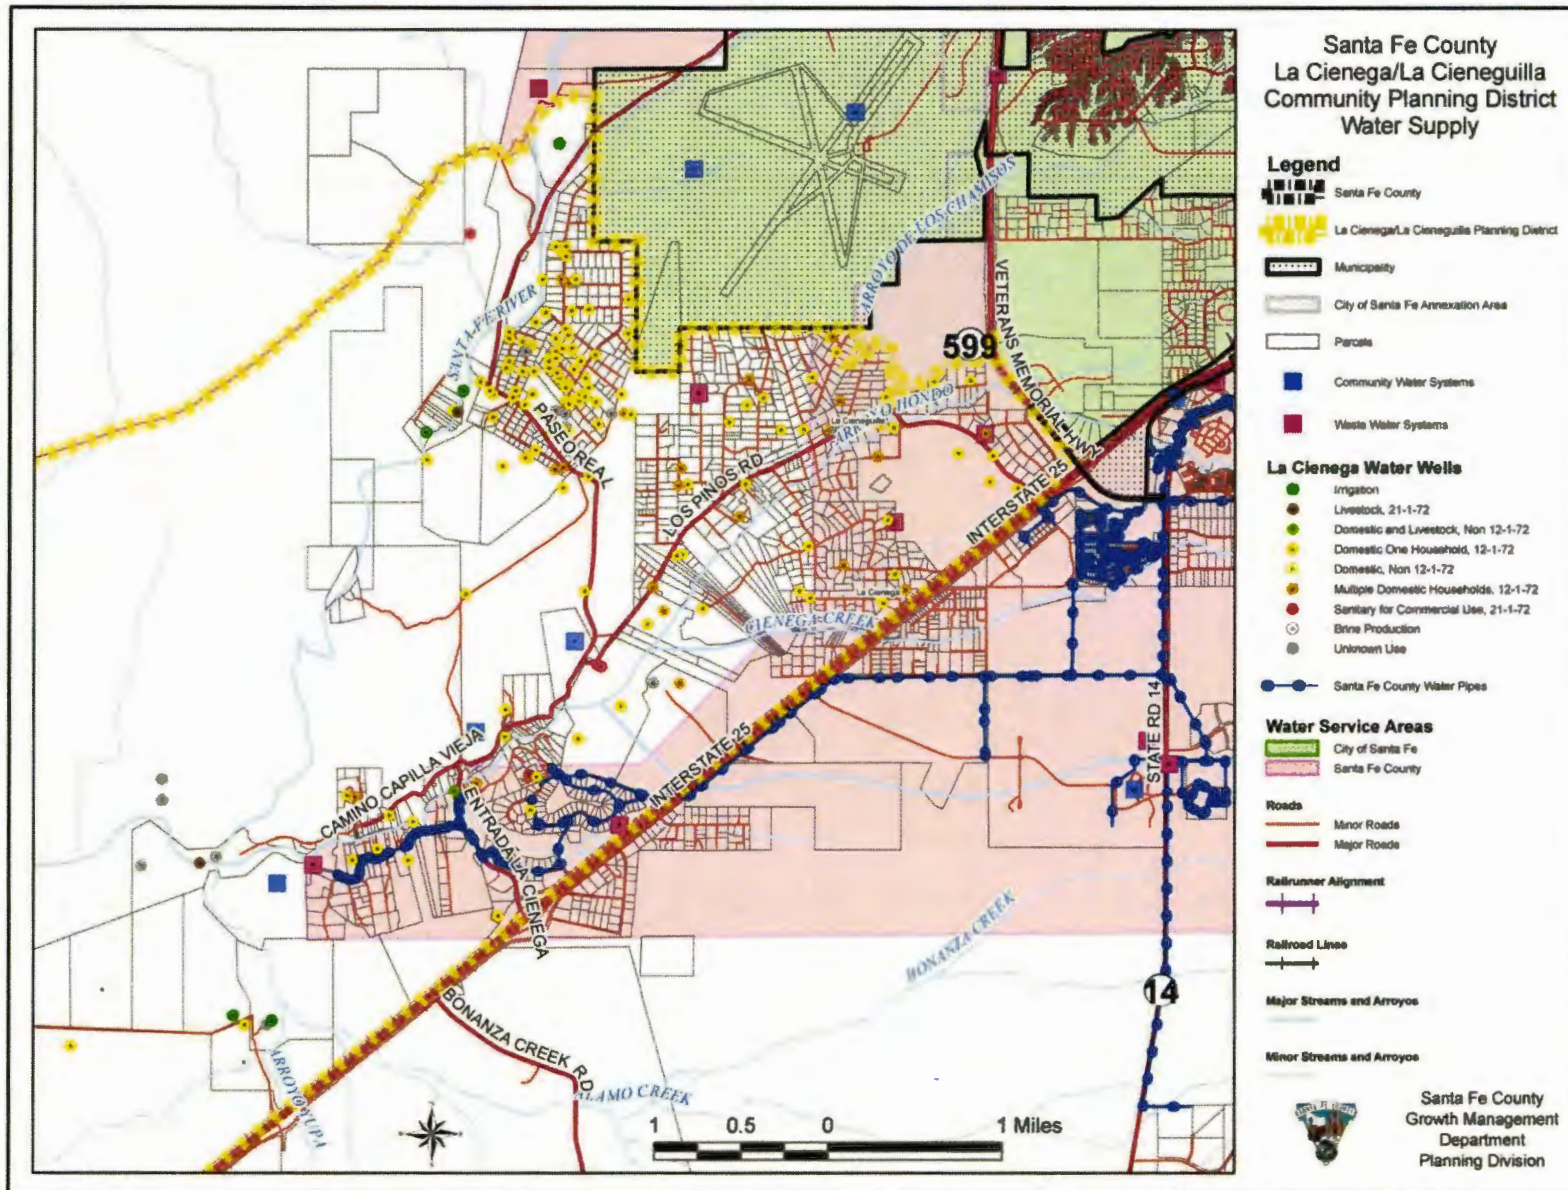 Santa Fe County
La Cienega/La Cieneguilla
Community Planning District
Water Supply
Legend
Santa Fe County
La Cienega/La Cieneguilla Planning District
Municipality
City of Santa Fe Annexation Area
Parcels
Community Water Systems
Waste Water Systems
La Cienega Water Wells
Irrigation
Livestock, 21-1-72
Domestic and Livestock, Non 12-1-72
Domestic One Household, 12-1-72
Domestic, Non 12-1-72
Multiple Domestic Households, 12-1-72
Sanitary for Commercial Use, 21-1-72
Brine Production
Unknown Use
Santa Fe County Water Pipes
Water Service Areas
City of Santa Fe
Santa Fe County
Roads
Minor Roads
Major Roads
Railrunner Alignment
Railroad Lines
Major Streams and Arroyos
Minor Streams and Arroyos
Santa Fe County
Growth Management
Department
Planning Division
ARROYO DE LOS CHAMISOS
SANTA FE RIVER
VETERANS MEMORIAL HWY
599
PASEO REAL
La Cieneguilla
HONDO
LOS PINOS RD
INTERSTATE 25
La Cienega
CIENEGA CREEK
STATE RD 14
INTERSTATE 25
CAMINO CAPILLA VIEJA
ENTRADA LA CIENEGA
BONANZA CREEK
14
BONANZA CREEK RD
ALAMO CREEK
ARROYO YUPA
1 0.5 0 1 Miles